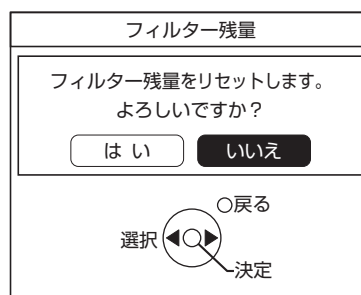 フィルター残量
フィルター残量をリセットします。
よろしいですか？
はい
いいえ
○戻る
選択
決定